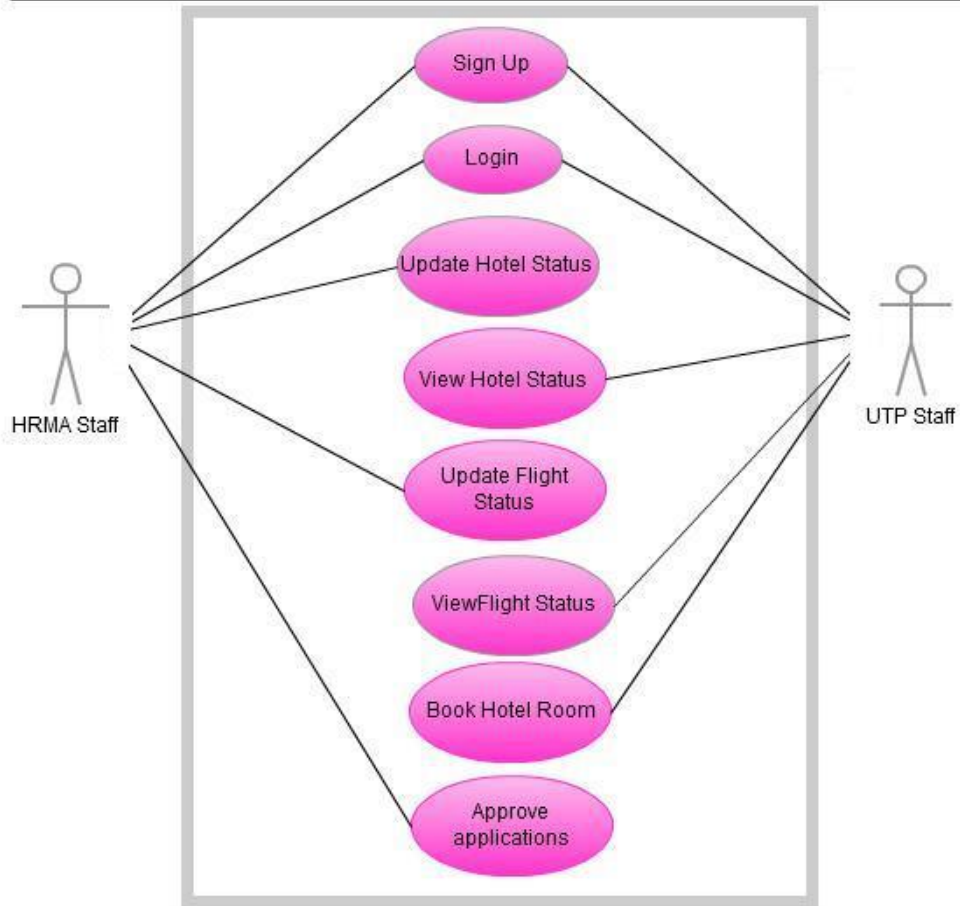 Sign Up
Login
Update Hotel Status
View Hotel Status
HRMA Staff
UTP Staff
Update Flight
Status
ViewFlight Status
Book Hotel Room
Approve
applications